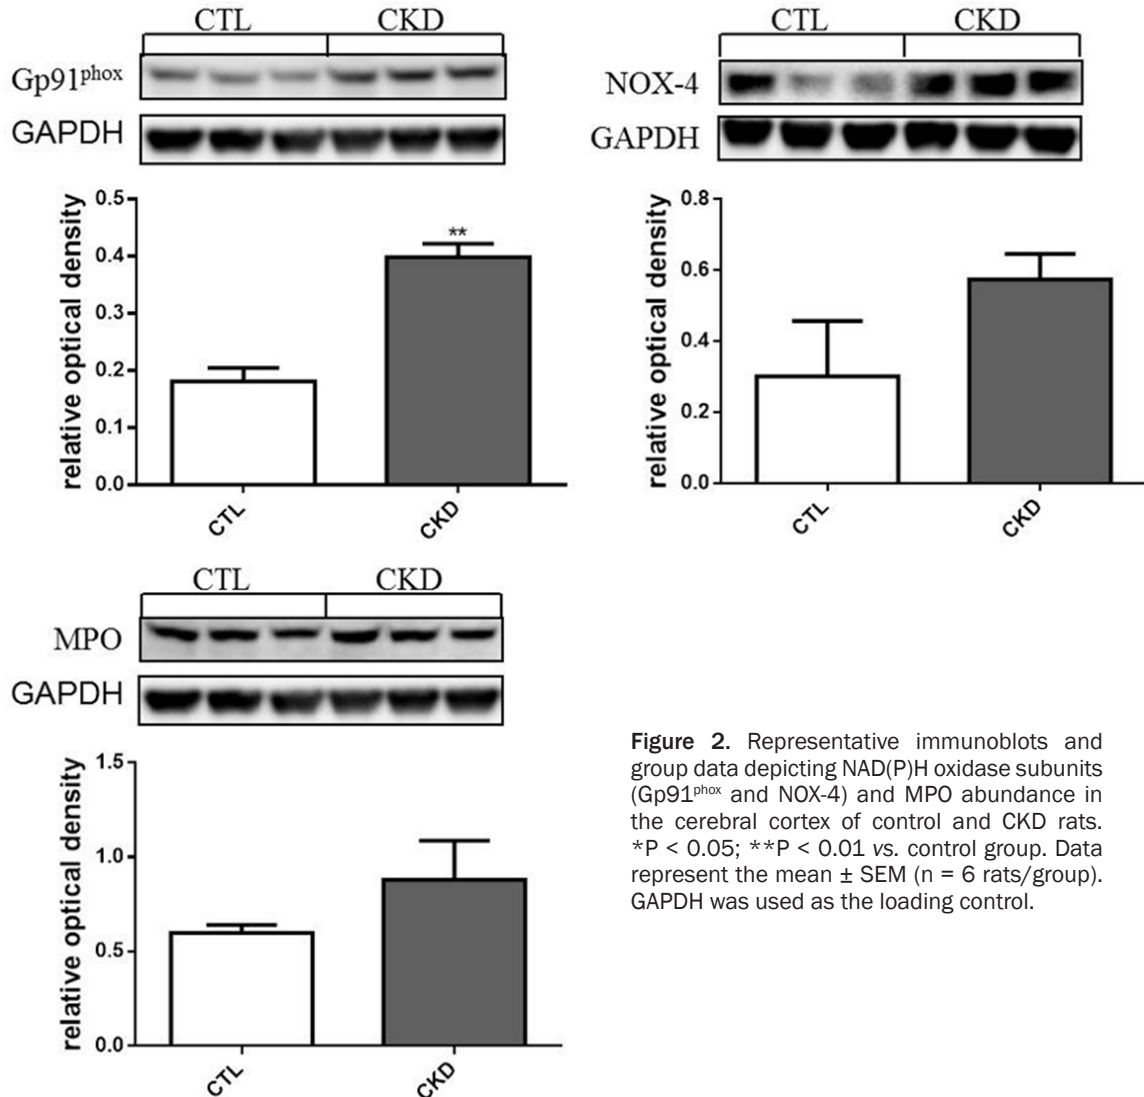 CTL CKD
Gp91phox
GAPDH
relative optical density
0.5
0.4
0.3
0.2
0.1
0.0
**
CTL CKD
CTL CKD
NOX-4
GAPDH
relative optical density
0.8
0.6
0.4
0.2
0.0
CTL CKD
CTL CKD
MPO
GAPDH
relative optical density
1.5
1.0
0.5
0.0
CTL CKD
Figure 2. Representative immunoblots and
group data depicting NAD(P)H oxidase subunits
(Gp91phox and NOX-4) and MPO abundance in
the cerebral cortex of control and CKD rats.
*P < 0.05; **P < 0.01 vs. control group. Data
represent the mean ± SEM (n = 6 rats/group).
GAPDH was used as the loading control.